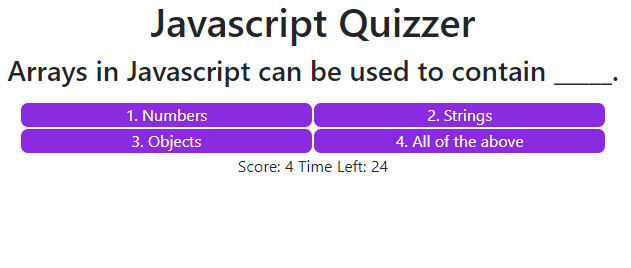 Javascript Quizzer
Arrays in Javascript can be used to contain _____.
1. Numbers
2. Strings
3. Objects
4. All of the above
Score: 4 Time Left: 24